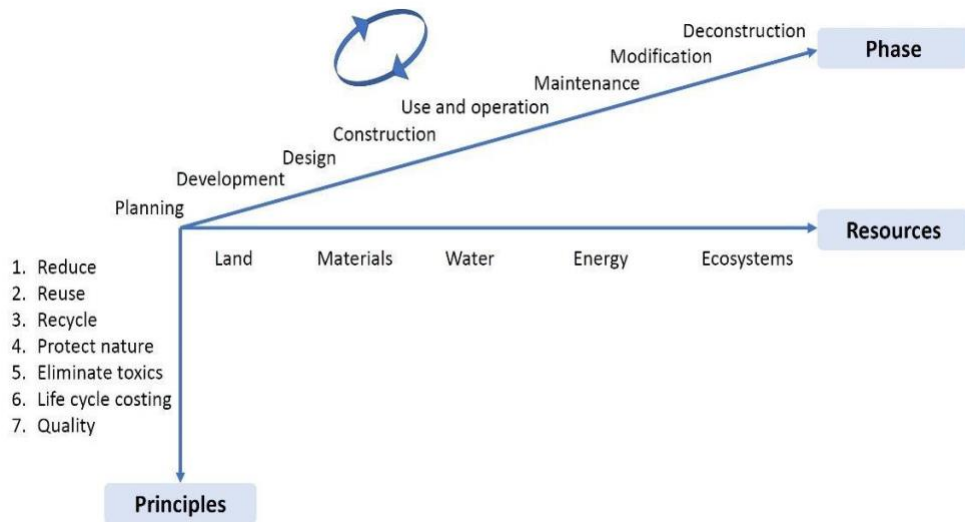 Deconstruction
Phase
Modification
Maintenance
Use and operation
Construction
Design
Development
Planning
Resources
Land Materials Water Energy Ecosystems
1. Reduce
2. Reuse
3. Recycle
4. Protect nature
5. Eliminate toxics
6. Life cycle costing
7. Quality
Principles